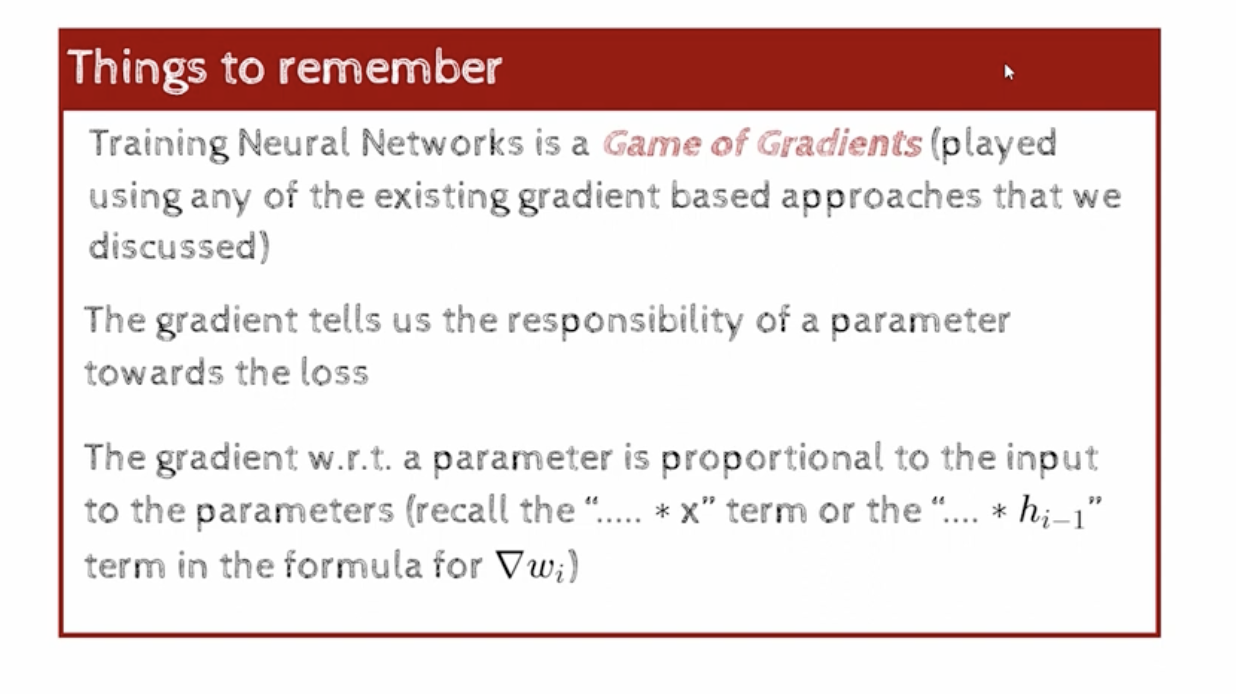 Things to remember
Training Neural Networks is a Game of Gradients (played
using any of the existing gradient based approaches that we
discussed)
The gradient tells us the responsibility of a parameter
towards the loss
The gradient w.r.t. a parameter is proportional to the input
to the parameters (recall the “..... * x” term or the “.... * h_{i−1}”
term in the formula for ∇w_i)